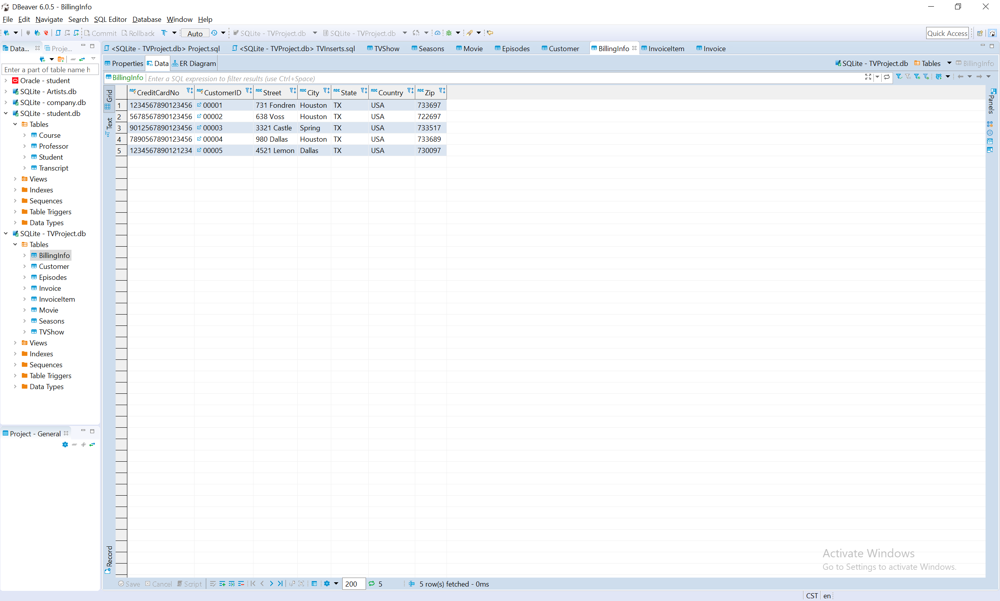 DBeaver 6.0.5 - BillingInfo
File Edit Navigate Search SQL Editor Database Window Help
Commit Rollback Auto SQLite - TVProject.db SQLite - TVProject.db Quick Access
Data... Proje...
<SQLite - TVProject.db> Project.sql <SQLite - TVProject.db> TVInserts.sql TVShow Seasons Movie Episodes Customer BillingInfo InvoiceItem Invoice
Properties Data ER Diagram SQLite - TVProject.db Tables BillingInfo
Enter a part of table name h
BillingInfo Enter a SQL expression to filter results (use Ctrl+Space)
Oracle - student
SQLite - Artists.db
SQLite - company.db
SQLite - student.db
Tables
Course
Professor
Student
Transcript
Views
Indexes
Sequences
Table Triggers
Data Types
SQLite - TVProject.db
Tables
BillingInfo
Customer
Episodes
Invoice
InvoiceItem
Movie
Seasons
TVShow
Views
Indexes
Sequences
Table Triggers
Data Types
Project - General
Grid
Text
Record
ABC CreditCardNo ABC CustomerID ABC Street ABC City ABC State ABC Country ABC Zip
1 1234567890123456 00001 731 Fondren Houston TX USA 733697
2 5678567890123456 00002 638 Voss Houston TX USA 722697
3 9012567890123456 00003 3321 Castle Spring TX USA 733517
4 7890567890123456 00004 980 Dallas Houston TX USA 733689
5 1234567890121234 00005 4521 Lemon Dallas TX USA 730097
Panels
Activate Windows
Go to Settings to activate Windows.
Save Cancel Script 200 5 5 row(s) fetched - 0ms
CST en